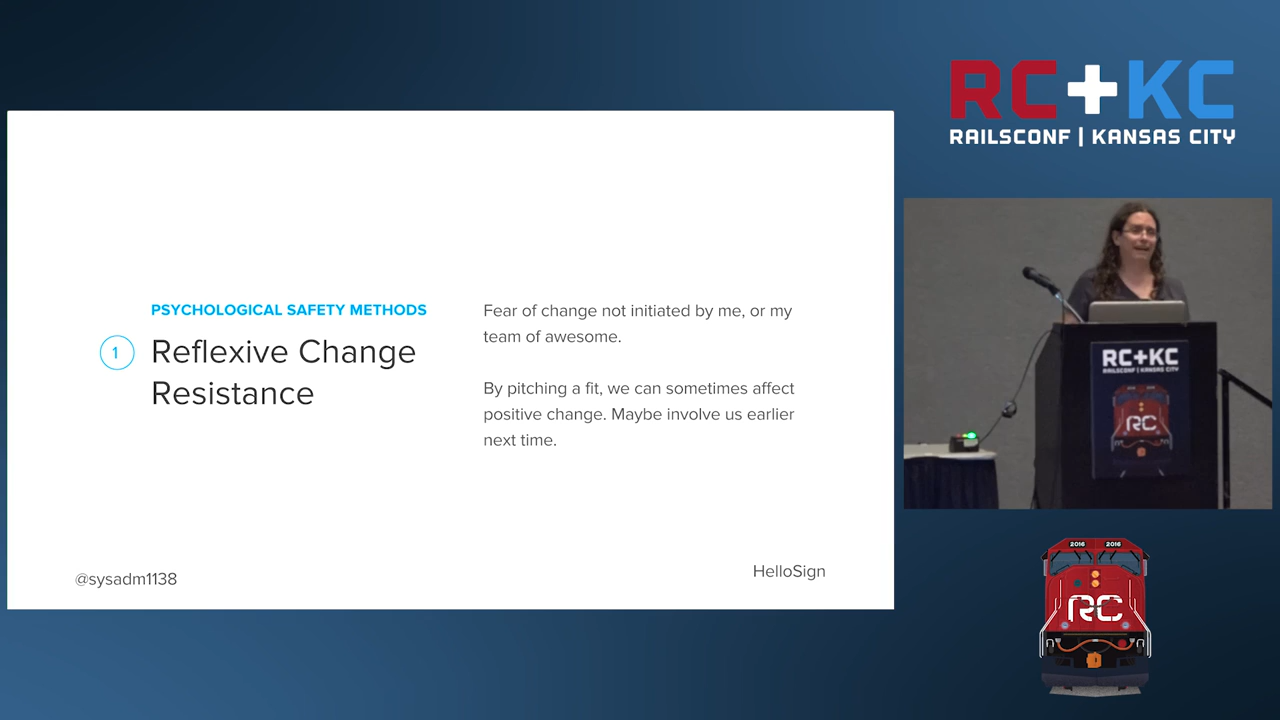 RC+KC
RAILSCONF | KANSAS CITY
PSYCHOLOGICAL SAFETY METHODS
1
Reflexive Change
Resistance
Fear of change not initiated by me, or my
team of awesome.
By pitching a fit, we can sometimes affect
positive change. Maybe involve us earlier
next time.
@sysadm1138
HelloSign
RC+KC
RAILSCONF | KANSAS CITY
RC
2016
2016
RC